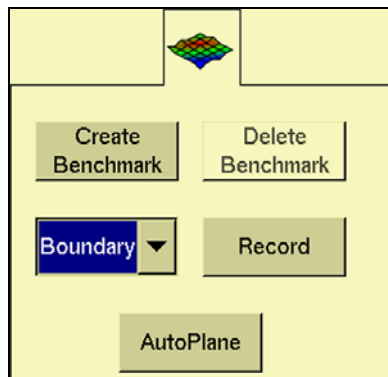 Create
Benchmark
Delete
Benchmark
Boundary
Record
AutoPlane